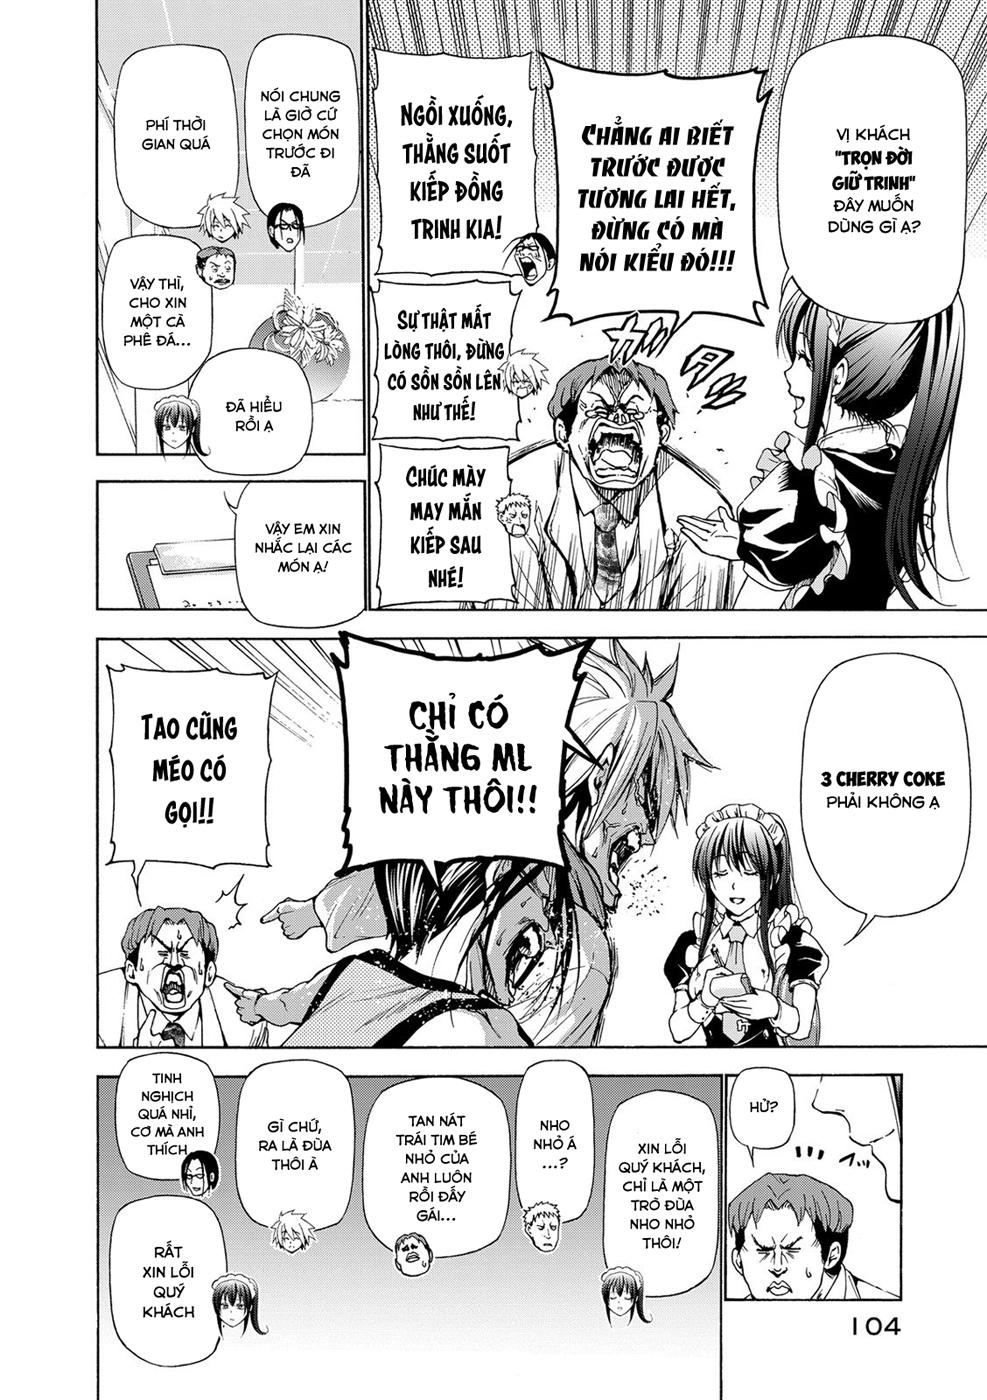 VỊ KHÁCH
"TRỌN ĐỜI
GIỮ TRINH"
ĐÂY MUỐN
DÙNG GÌ Ạ?
CHẲNG AI BIẾT
TRƯỚC ĐƯỢC
TƯƠNG LAI HẾT,
ĐỪNG CÓ MÀ
NÓI KIỂU ĐÓ!!!
NGỒI XUỐNG,
THẰNG SUỐT
KIẾP ĐỒNG
TRINH KIA!
SỰ THẬT MẤT
LÒNG THÔI, ĐỪNG
CÓ SỒN SỒN LÊN
NHƯ THẾ!
CHÚC MÀY
MAY MẮN
KIẾP SAU
NHÉ!
NÓI CHUNG
LÀ GIỜ CỨ
CHỌN MÓN
TRƯỚC ĐI
ĐÃ
PHÍ THỜI
GIAN QUÁ
VẬY THÌ,
CHO XIN
MỘT CÀ
PHÊ ĐÁ...
ĐÃ HIỂU
RỒI Ạ
VẬY EM XIN
NHẮC LẠI CÁC
MÓN Ạ!
3 CHERRY COKE
PHẢI KHÔNG Ạ
CHỈ CÓ
THẰNG ML
NÀY THÔI!!
TAO CŨNG
MÉO CÓ
GỌI!!
HỬ?
XIN LỖI
QUÝ KHÁCH,
CHỈ LÀ MỘT
TRÒ ĐÙA
NHO NHỎ
THÔI!
NHO
NHỎ Á
...?
TAN NÁT
TRÁI TIM BÉ
NHỎ CỦA
ANH LUÔN
RỒI ĐẤY
GÁI...
GÌ CHỨ,
RA LÀ ĐÙA
THÔI À
TINH
NGHỊCH
QUÁ NHỈ,
CƠ MÀ ANH
THÍCH
RẤT
XIN LỖI
QUÝ
KHÁCH
104